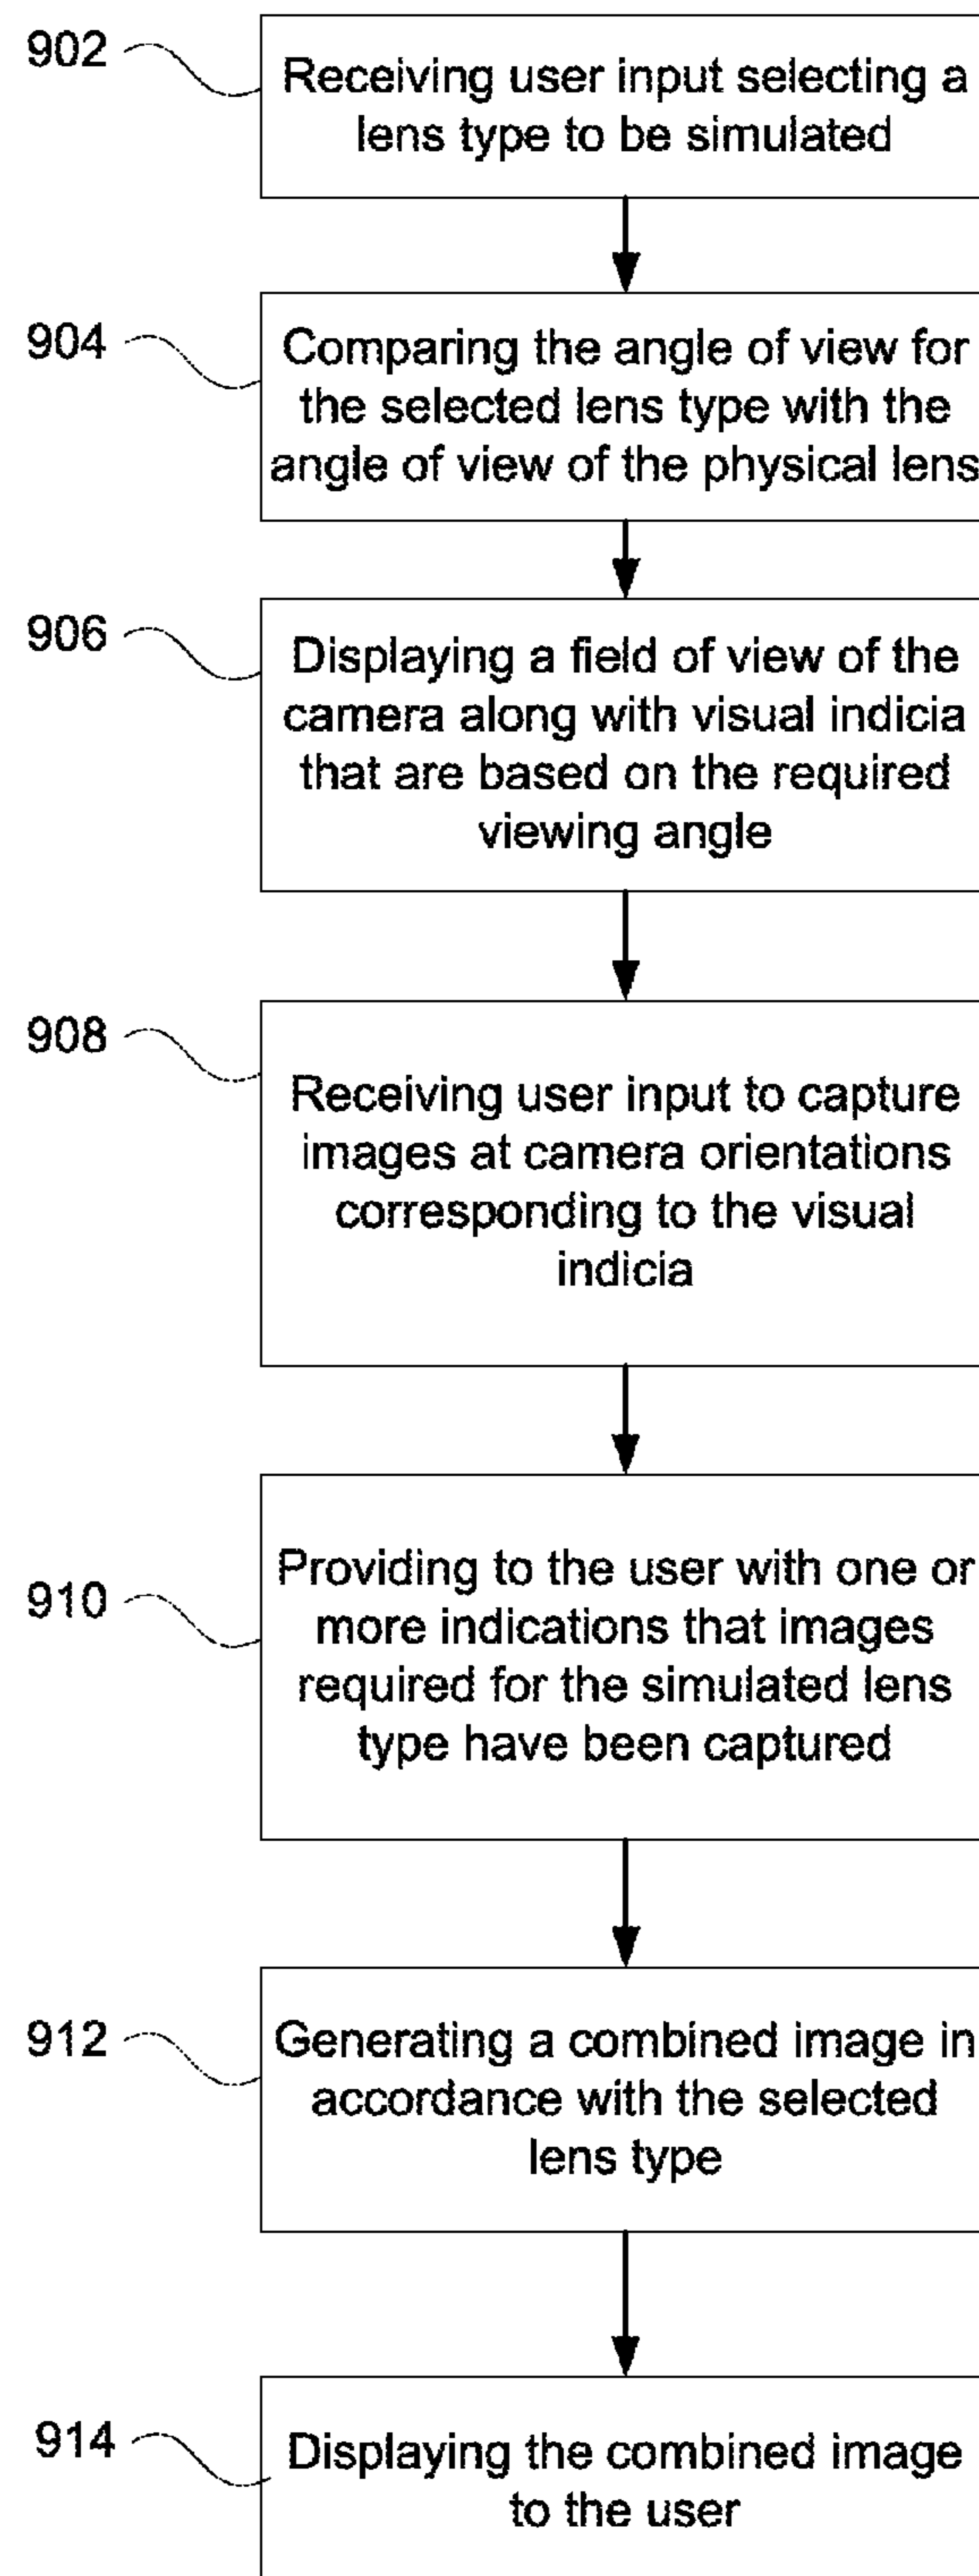 902
Receiving user input selecting a
lens type to be simulated
904
Comparing the angle of view for
the selected lens type with the
angle of view of the physical lens
906
Displaying a field of view of the
camera along with visual indicia
that are based on the required
viewing angle
908
Receiving user input to capture
images at camera orientations
corresponding to the visual
indicia
910
Providing to the user with one or
more indications that images
required for the simulated lens
type have been captured
912
Generating a combined image in
accordance with the selected
lens type
914
Displaying the combined image
to the user